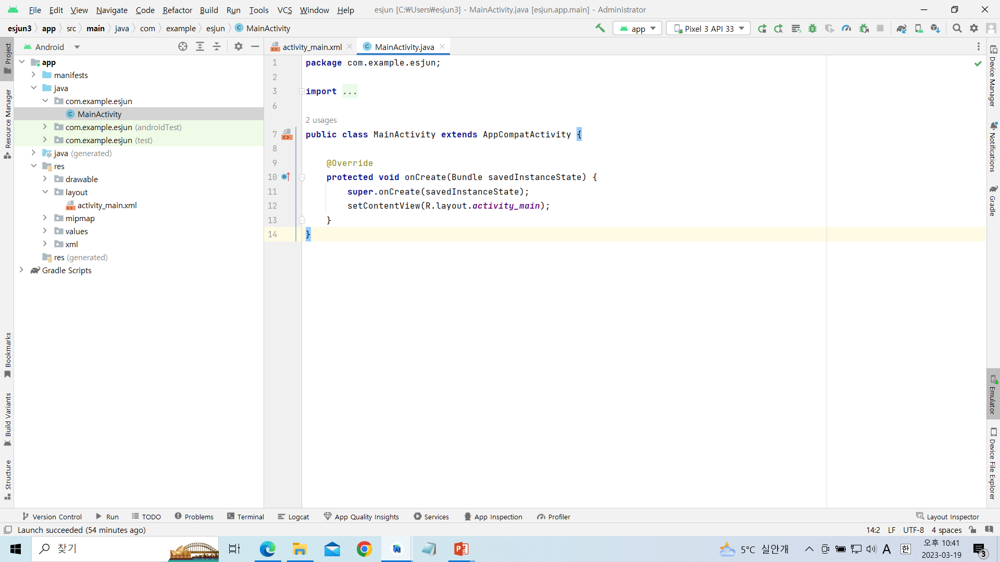 File Edit View Navigate Code Refactor Build Run Tools VCS Window Help esjun [C:₩Users₩esjun3] - MainActivity.java [esjun.app.main] - Administrator
esjun3 app src main java com example esjun MainActivity app Pixel 3 API 33
Android
activity_main.xml MainActivity.java
app
manifests
java
com.example.esjun
MainActivity
com.example.esjun (androidTest)
com.example.esjun (test)
java (generated)
res
drawable
layout
activity_main.xml
mipmap
values
xml
res (generated)
Gradle Scripts
1 package com.example.esjun;
2
3 import ...
6
2 usages
7 public class MainActivity extends AppCompatActivity {
8
9 @Override
10 protected void onCreate(Bundle savedInstanceState) {
11 super.onCreate(savedInstanceState);
12 setContentView(R.layout.activity_main);
13 }
14 }
Project
Resource Manager
Bookmarks
Build Variants
Structure
Device Manager
Notifications
Gradle
Emulator
Device File Explorer
Version Control Run TODO Problems Terminal Logcat App Quality Insights Services App Inspection Profiler Layout Inspector
Launch succeeded (54 minutes ago) 14:2 LF UTF-8 4 spaces
찾기 5°C 실안개 A 한 오후 10:41
2023-03-19 3